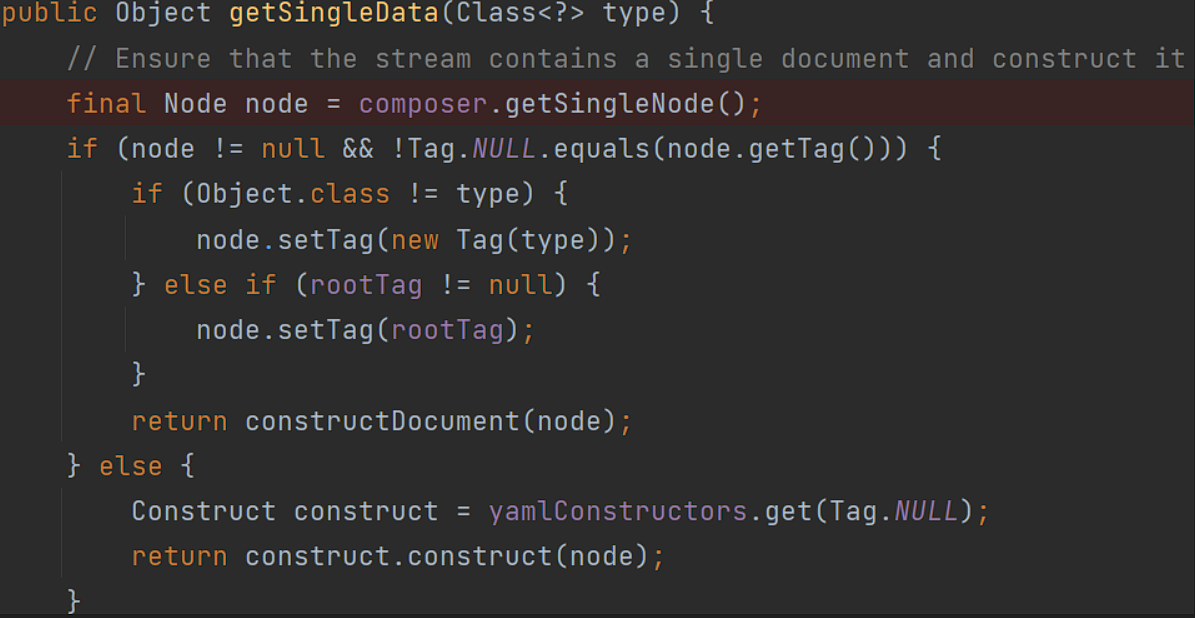 public Object getSingleData(Class<?> type) {
    // Ensure that the stream contains a single document and construct it
    final Node node = composer.getSingleNode();
    if (node != null && !Tag.NULL.equals(node.getTag())) {
        if (Object.class != type) {
            node.setTag(new Tag(type));
        } else if (rootTag != null) {
            node.setTag(rootTag);
        }
        return constructDocument(node);
    } else {
        Construct construct = yamlConstructors.get(Tag.NULL);
        return construct.construct(node);
    }